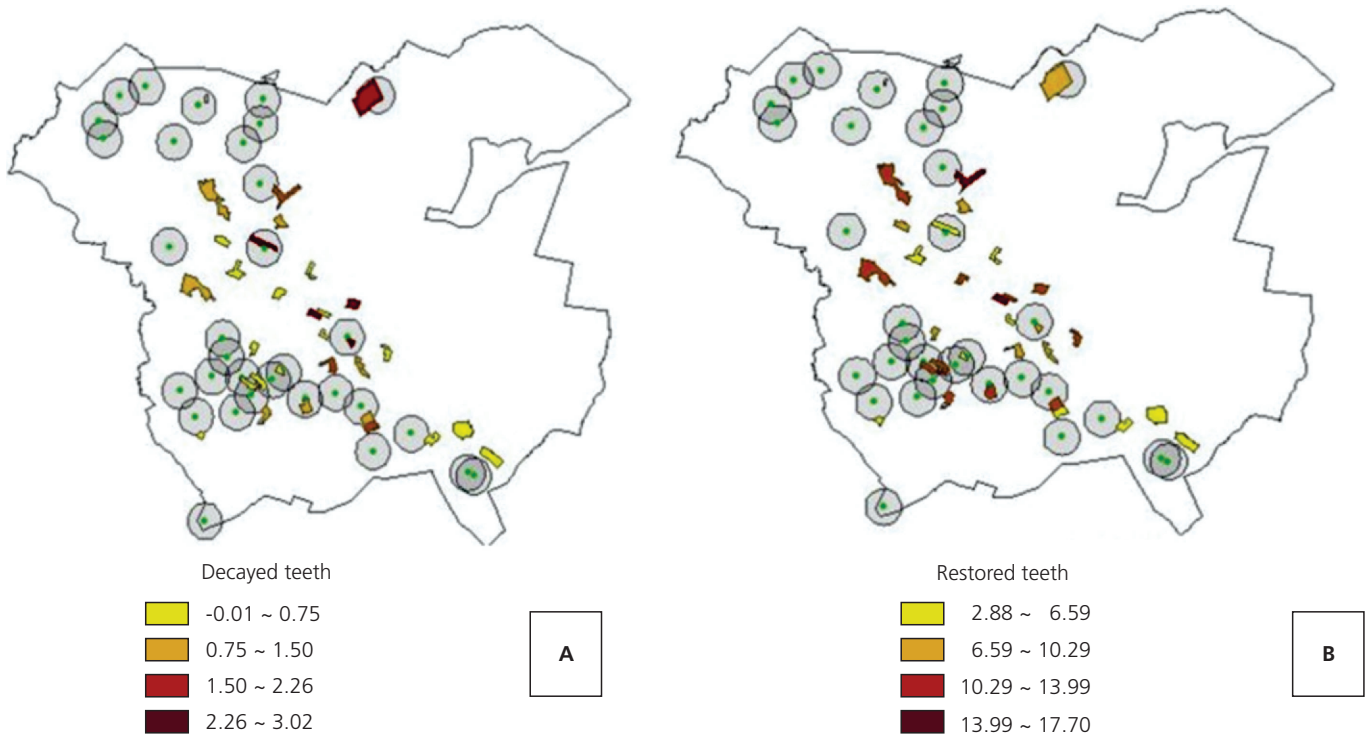 Decayed teeth
-0.01 ~ 0.75
0.75 ~ 1.50
1.50 ~ 2.26
2.26 ~ 3.02
A
Restored teeth
2.88 ~ 6.59
6.59 ~ 10.29
10.29 ~ 13.99
13.99 ~ 17.70
B